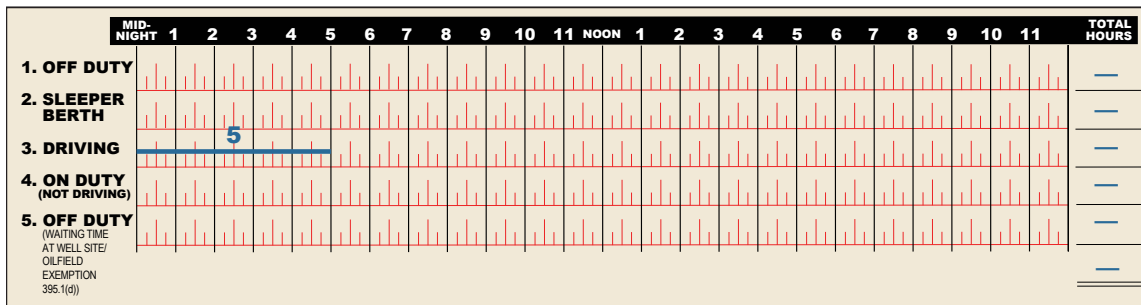 MID-
NIGHT 1 2 3 4 5 6 7 8 9 10 11 NOON 1 2 3 4 5 6 7 8 9 10 11 TOTAL
HOURS
1. OFF DUTY —
2. SLEEPER
BERTH —
5
3. DRIVING —
4. ON DUTY
(NOT DRIVING) —
5. OFF DUTY —
(WAITING TIME
AT WELL SITE/
OILFIELD
EXEMPTION
395.1(d)) —